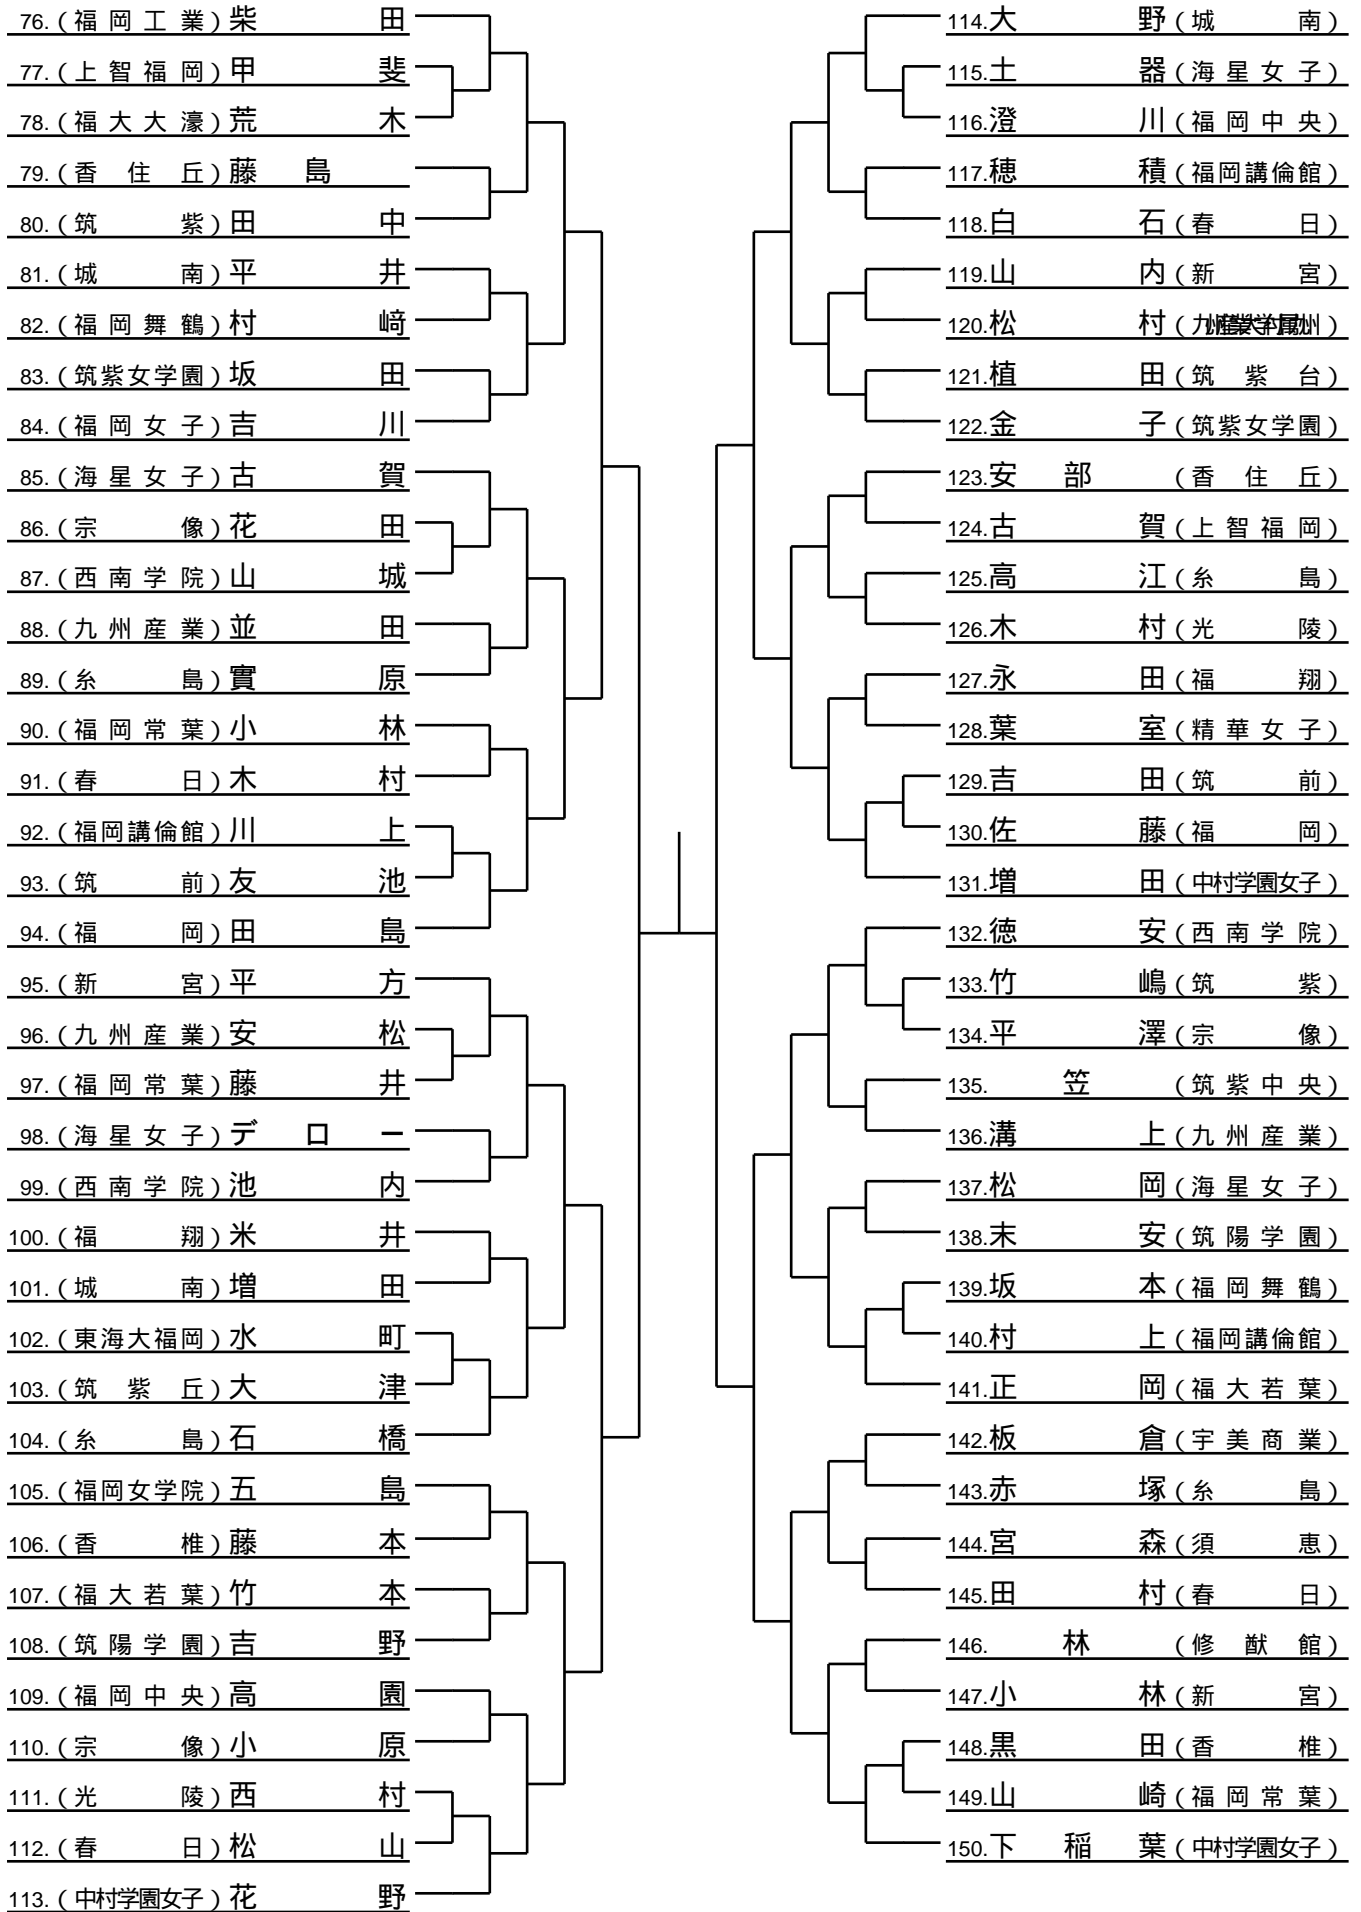 76.(福岡工業)柴田
77.(上智福岡)甲斐
78.(福大大濠)荒木
79.(香住丘)藤島
80.(筑紫)田中
81.(城南)平井
82.(福岡舞鶴)村﨑
83.(筑紫女学園)坂田
84.(福岡女子)吉川
85.(海星女子)古賀
86.(宗像)花田
87.(西南学院)山城
88.(九州産業)並田
89.(糸島)實原
90.(福岡常葉)小林
91.(春日)木村
92.(福岡講倫館)川上
93.(筑前)友池
94.(福岡)田島
95.(新宮)平方
96.(九州産業)安松
97.(福岡常葉)藤井
98.(海星女子)デロー
99.(西南学院)池内
100.(福翔)米井
101.(城南)増田
102.(東海大福岡)水町
103.(筑紫丘)大津
104.(糸島)石橋
105.(福岡女学院)五島
106.(香椎)藤本
107.(福大若葉)竹本
108.(筑陽学園)吉野
109.(福岡中央)高園
110.(宗像)小原
111.(光陵)西村
112.(春日)松山
113.(中村学園女子)花野
114.大野(城南)
115.土器(海星女子)
116.澄川(福岡中央)
117.穂積(福岡講倫館)
118.白石(春日)
119.山内(新宮)
120.松村
121.植田(筑紫台)
122.金子(筑紫女学園)
123.安部(香住丘)
124.古賀(上智福岡)
125.高江(糸島)
126.木村(光陵)
127.永田(福翔)
128.葉室(精華女子)
129.吉田(筑前)
130.佐藤(福岡)
131.増田(中村学園女子)
132.徳安(西南学院)
133.竹嶋(筑紫)
134.平澤(宗像)
135.笠(筑紫中央)
136.溝上(九州産業)
137.松岡(海星女子)
138.末安(筑陽学園)
139.坂本(福岡舞鶴)
140.村上(福岡講倫館)
141.正岡(福大若葉)
142.板倉(宇美商業)
143.赤塚(糸島)
144.宮森(須恵)
145.田村(春日)
146.林(修猷館)
147.小林(新宮)
148.黒田(香椎)
149.山崎(福岡常葉)
150.下稲葉(中村学園女子)